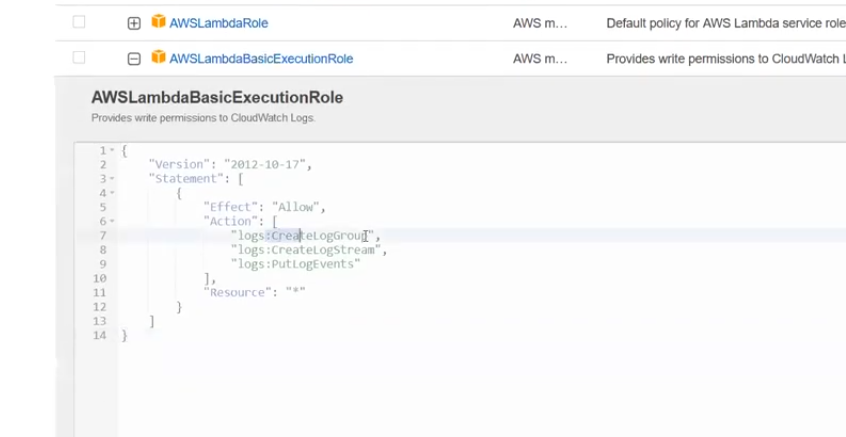 AWSLambdaRole AWS m... Default policy for AWS Lambda service role
AWSLambdaBasicExecutionRole AWS m... Provides write permissions to CloudWatch L
AWSLambdaBasicExecutionRole
Provides write permissions to CloudWatch Logs.
1 {
2 "Version": "2012-10-17",
3 "Statement": [
4 {
5 "Effect": "Allow",
6 "Action": [
7 "logs:CreateLogGroup",
8 "logs:CreateLogStream",
9 "logs:PutLogEvents"
10 ],
11 "Resource": "*"
12 }
13 ]
14 }